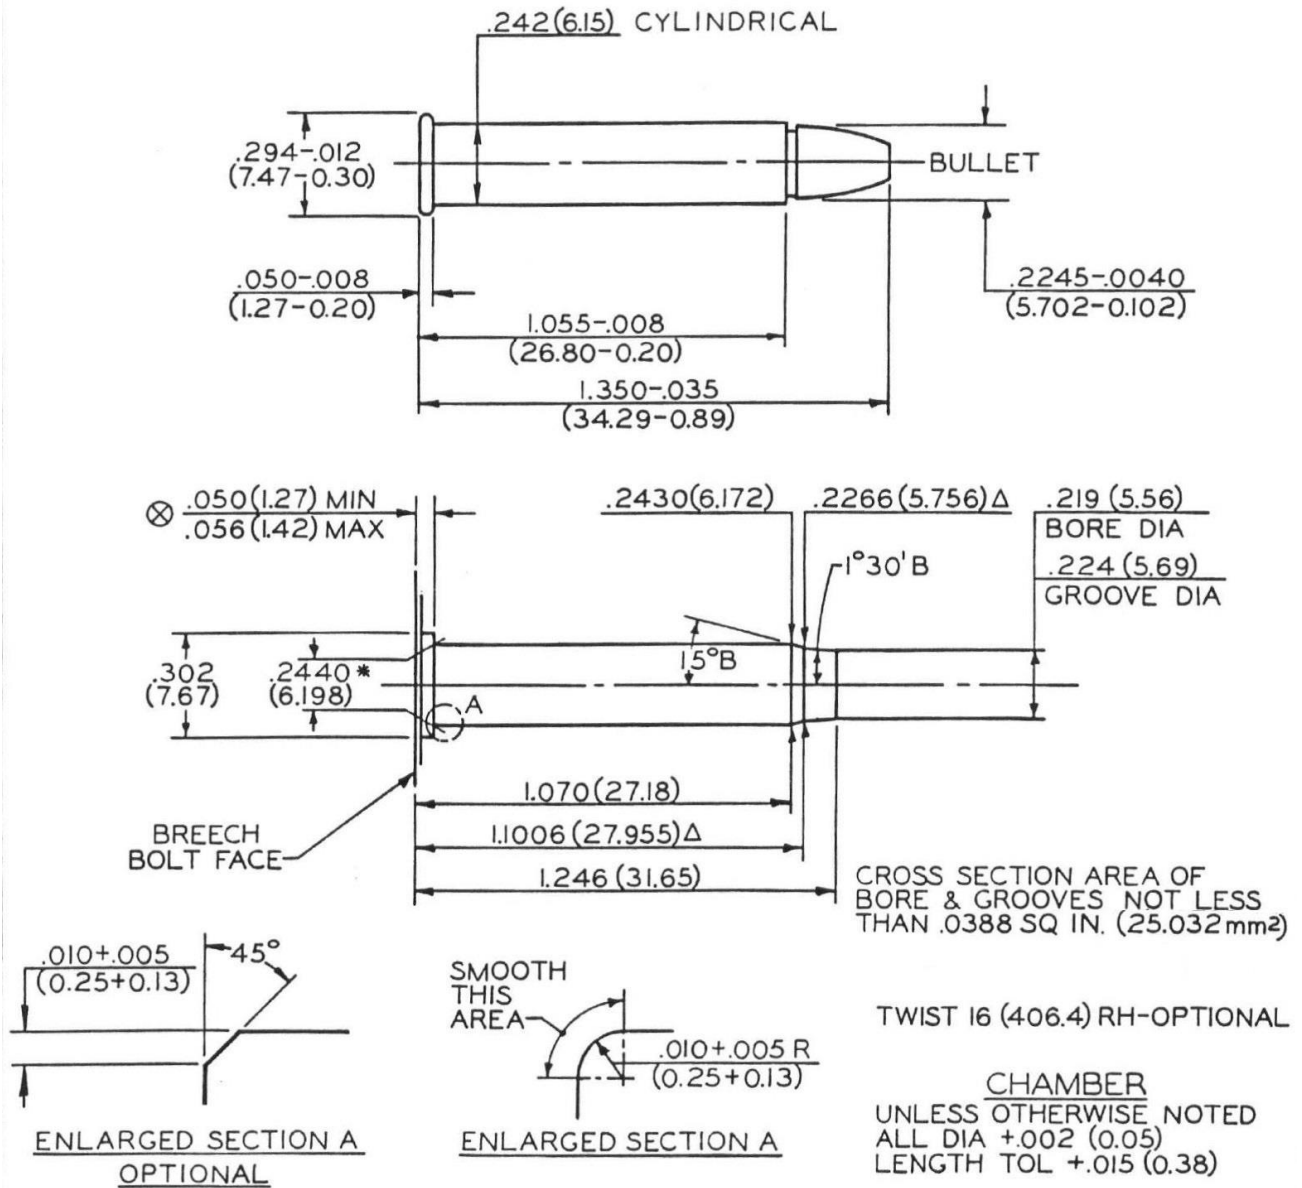 .242(6.15) CYLINDRICAL
.294-.012
(7.47-0.30)
BULLET
.050-.008
(1.27-0.20)
.2245-.0040
(5.702-0.102)
1.055-.008
(26.80-0.20)
1.350-.035
(34.29-0.89)
⊗ .050(1.27) MIN
.056(1.42) MAX
.2430(6.172)
.2266(5.756)Δ
.219 (5.56)
BORE DIA
.224 (5.69)
GROOVE DIA
1°30'B
15°B
.302
(7.67)
.2440*
(6.198)
A
1.070(27.18)
1.1006(27.955)Δ
1.246 (31.65)
BREECH
BOLT FACE
CROSS SECTION AREA OF
BORE & GROOVES NOT LESS
THAN .0388 SQ IN. (25.032mm²)
.010+.005
(0.25+0.13)
45°
ENLARGED SECTION A
OPTIONAL
SMOOTH
THIS
AREA
.010+.005 R
(0.25+0.13)
ENLARGED SECTION A
TWIST 16 (406.4) RH-OPTIONAL
CHAMBER
UNLESS OTHERWISE NOTED
ALL DIA +.002 (0.05)
LENGTH TOL +.015 (0.38)